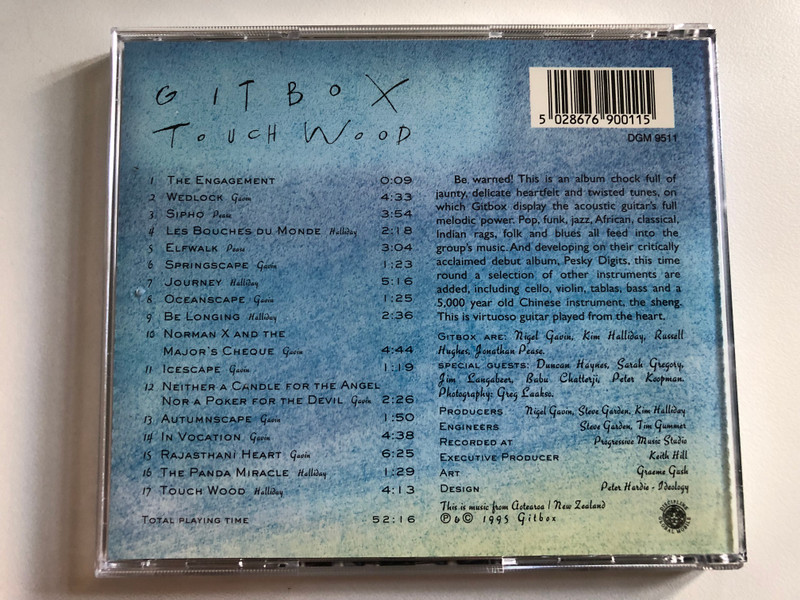 GITBOX
TOUCH WOOD
5 028676 900115
DGM 9511
1 THE ENGAGEMENT 0:09
2 WEDLOCK Gavin 4:33
3 SIPHO Pease 3:54
4 LES BOUCHES DU MONDE Halliday 2:18
5 ELFWALK Pease 3:04
6 SPRINGSCAPE Gavin 1:23
7 JOURNEY Halliday 5:16
8 OCEANSCAPE Gavin 1:25
9 BE LONGING Halliday 2:36
10 NORMAN X AND THE
MAJOR'S CHEQUE Gavin 4:44
11 ICESCAPE Gavin 1:19
12 NEITHER A CANDLE FOR THE ANGEL
NOR A POKER FOR THE DEVIL Gavin 2:26
13 AUTUMNSCAPE Gavin 1:50
14 IN VOCATION Gavin 4:38
15 RAJASTHANI HEART Gavin 6:25
16 THE PANDA MIRACLE Halliday 1:29
17 TOUCH WOOD Halliday 4:13
TOTAL PLAYING TIME 52:16
Be warned! This is an album chock full of
jaunty, delicate heartfelt and twisted tunes, on
which Gitbox display the acoustic guitar's full
melodic power. Pop, funk, jazz, African, classical,
Indian rags, folk and blues all feed into the
group's music. And developing on their critically
acclaimed debut album, Pesky Digits, this time
round a selection of other instruments are
added, including cello, violin, tablas, bass and a
5,000 year old Chinese instrument, the sheng.
This is virtuoso guitar played from the heart.
GITBOX ARE: Nigel Gavin, Kim Halliday, Russell
Hughes, Jonathan Pease.
SPECIAL GUESTS: Duncan Haynes, Sarah Gregory,
Jim Langabeer, Babu Chatterji, Peter Koopman.
Photography: Greg Laakso.
PRODUCERS Nigel Gavin, Steve Garden, Kim Halliday
ENGINEERS Steve Garden, Tim Gummer
RECORDED AT Progressive Music Studio
EXECUTIVE PRODUCER Keith Hill
ART Graeme Gash
DESIGN Peter Hardie - Ideology
This is music from Aotearoa / New Zealand
℗&© 1995 Gitbox
DISCIPLINE GLOBAL MOBILE